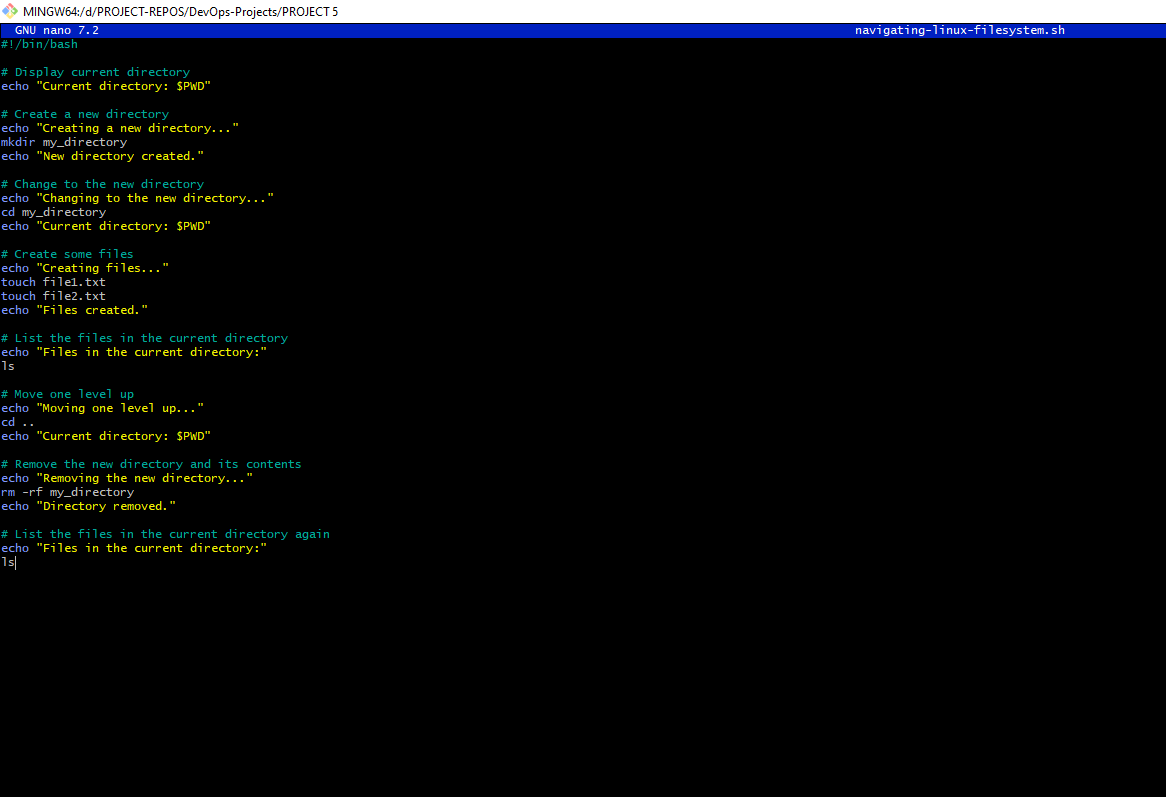 MINGW64:/d/PROJECT-REPOS/DevOps-Projects/PROJECT 5
GNU nano 7.2 navigating-linux-filesystem.sh
#!/bin/bash

# Display current directory
echo "Current directory: $PWD"

# Create a new directory
echo "Creating a new directory..."
mkdir my_directory
echo "New directory created."

# Change to the new directory
echo "Changing to the new directory..."
cd my_directory
echo "Current directory: $PWD"

# Create some files
echo "Creating files..."
touch file1.txt
touch file2.txt
echo "Files created."

# List the files in the current directory
echo "Files in the current directory:"
ls

# Move one level up
echo "Moving one level up..."
cd ..
echo "Current directory: $PWD"

# Remove the new directory and its contents
echo "Removing the new directory..."
rm -rf my_directory
echo "Directory removed."

# List the files in the current directory again
echo "Files in the current directory:"
ls